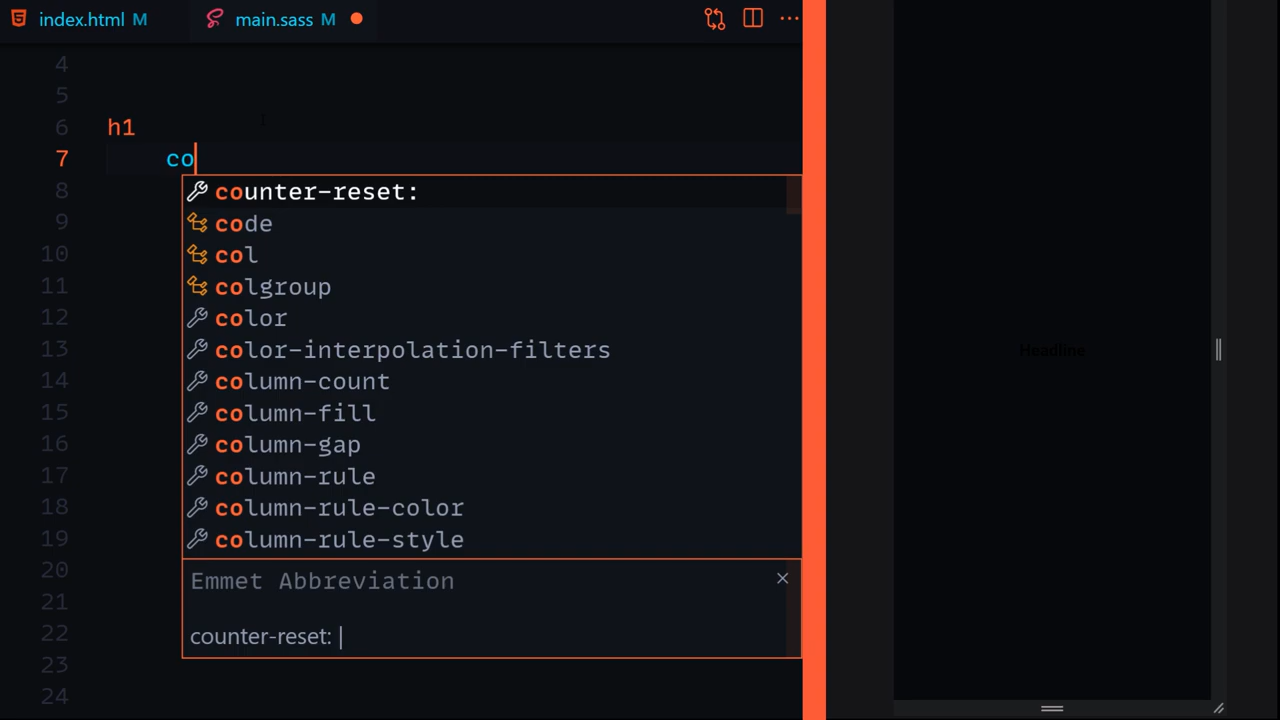 index.html M
main.sass M
4
5
6 h1
7 co
8 counter-reset:
9 code
10 col
11 colgroup
12 color
13 color-interpolation-filters
14 column-count
15 column-fill
16 column-gap
17 column-rule
18 column-rule-color
19 column-rule-style
20 Emmet Abbreviation
21
22 counter-reset: |
23
24
Headline